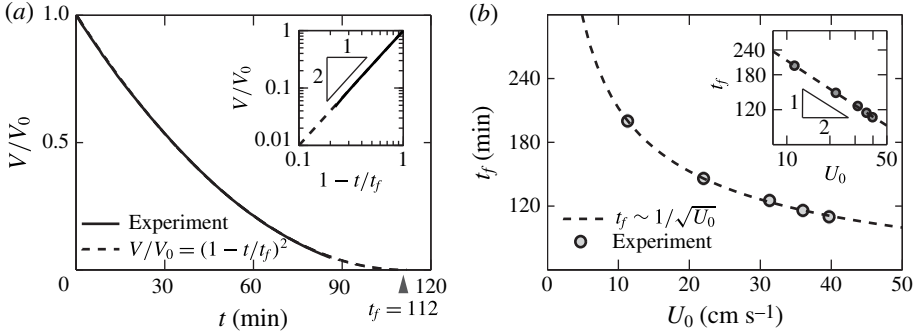 (a)
1.0
0.5
V/V0
0
30
60
90
120
t (min)
tf = 112
Experiment
V/V0 = (1 − t/tf)2
1
0.1
0.01
V/V0
0.1
1
1 − t/tf
1
2
(b)
280
240
180
120
tf (min)
0
10
20
30
40
50
U0 (cm s–1)
tf ∼ 1/√U0
Experiment
240
180
120
tf
10
50
U0
1
2